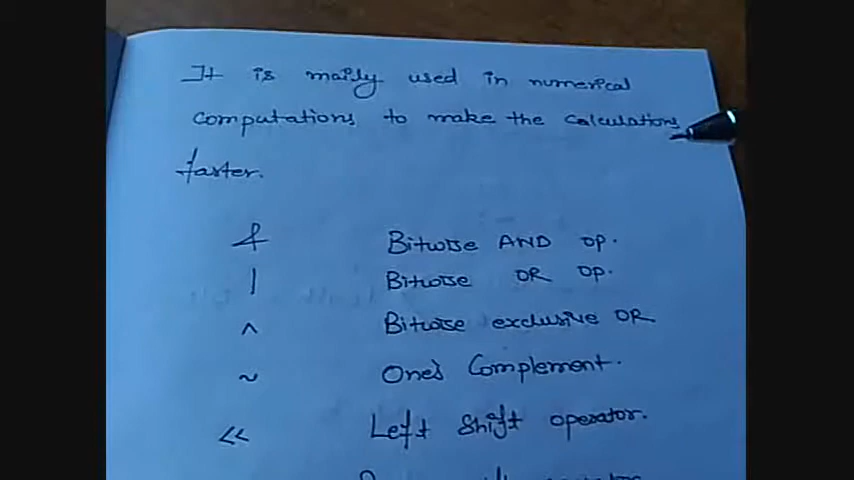 It is maily used in numerical
computations to make the calculations
faster.
& Bitwise AND op.
| Bitwise OR op.
^ Bitwise exclusive OR
~ One's Complement.
<< Left Shift operator.